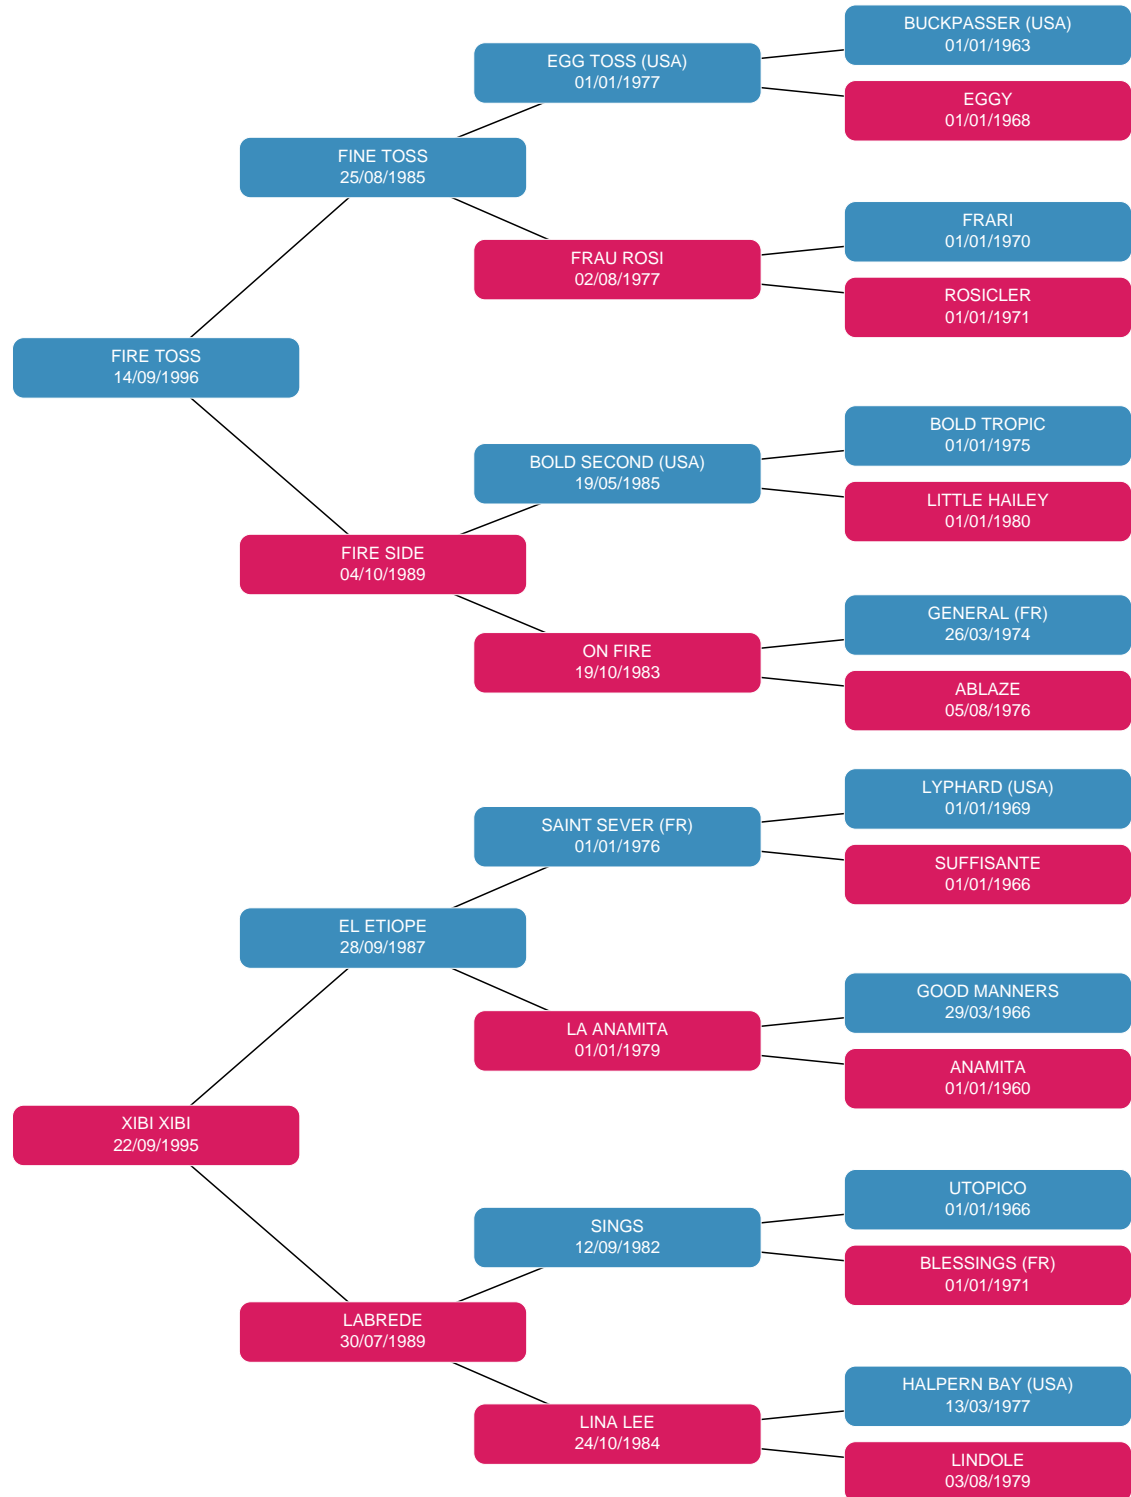 BUCKPASSER (USA)
01/01/1963
EGG TOSS (USA)
01/01/1977
EGGY
01/01/1968
FINE TOSS
25/08/1985
FRARI
01/01/1970
FRAU ROSI
02/08/1977
ROSICLER
01/01/1971
FIRE TOSS
14/09/1996
BOLD TROPIC
01/01/1975
BOLD SECOND (USA)
19/05/1985
LITTLE HAILEY
01/01/1980
FIRE SIDE
04/10/1989
GENERAL (FR)
26/03/1974
ON FIRE
19/10/1983
ABLAZE
05/08/1976
LYPHARD (USA)
01/01/1969
SAINT SEVER (FR)
01/01/1976
SUFFISANTE
01/01/1966
EL ETIOPE
28/09/1987
GOOD MANNERS
29/03/1966
LA ANAMITA
01/01/1979
ANAMITA
01/01/1960
XIBI XIBI
22/09/1995
UTOPICO
01/01/1966
SINGS
12/09/1982
BLESSINGS (FR)
01/01/1971
LABREDE
30/07/1989
HALPERN BAY (USA)
13/03/1977
LINA LEE
24/10/1984
LINDOLE
03/08/1979